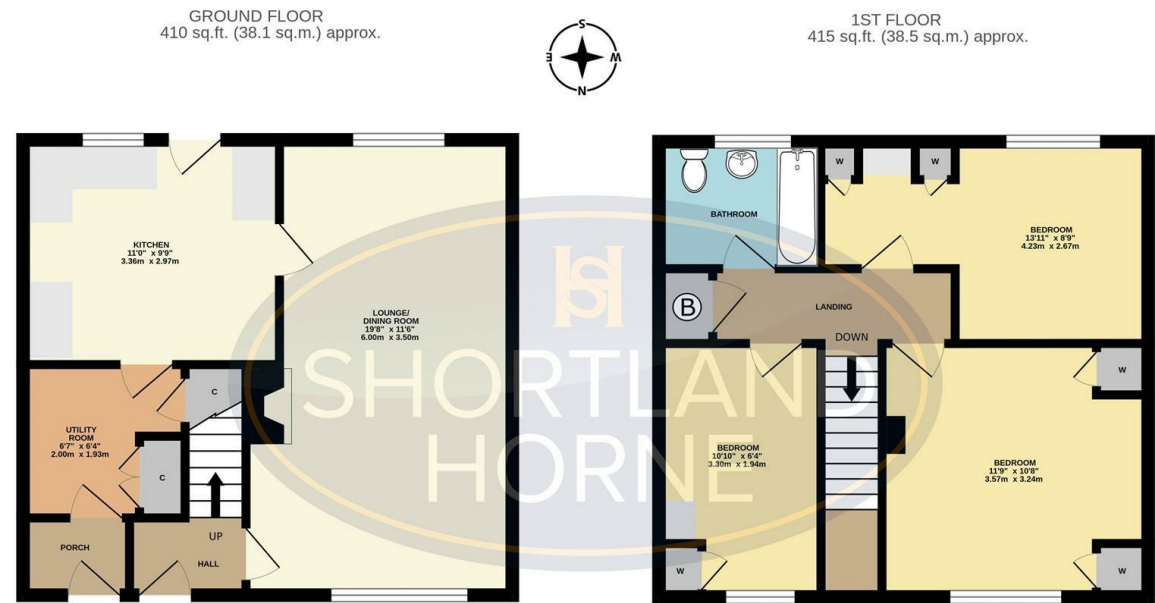 GROUND FLOOR
410 sq.ft. (38.1 sq.m.) approx.
1ST FLOOR
415 sq.ft. (38.5 sq.m.) approx.
S
E
W
N
KITCHEN
11'0" x 9'9"
3.36m x 2.97m
LOUNGE/
DINING ROOM
19'8" x 11'6"
6.00m x 3.50m
UTILITY
ROOM
6'7" x 6'4"
2.00m x 1.93m
C
C
PORCH
HALL
UP
BATHROOM
W
W
BEDROOM
13'11" x 8'9"
4.23m x 2.67m
B
LANDING
DOWN
BEDROOM
10'10" x 6'4"
3.30m x 1.94m
W
BEDROOM
11'9" x 10'8"
3.57m x 3.24m
W
W
SHORTLAND
HORNE